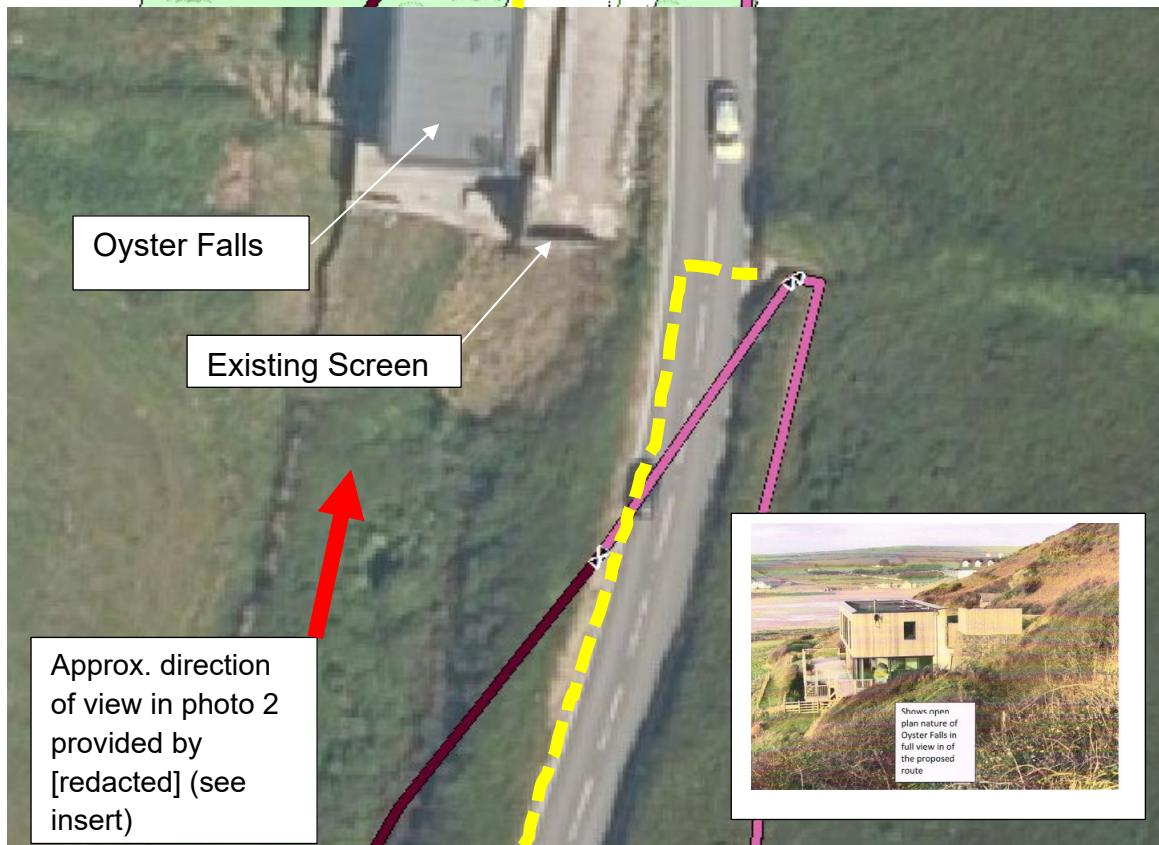 Oyster Falls
Existing Screen
Approx. direction
of view in photo 2
provided by
[redacted] (see
insert)
Shows open
plan nature of
Oyster Falls in
full view in of
the proposed
route